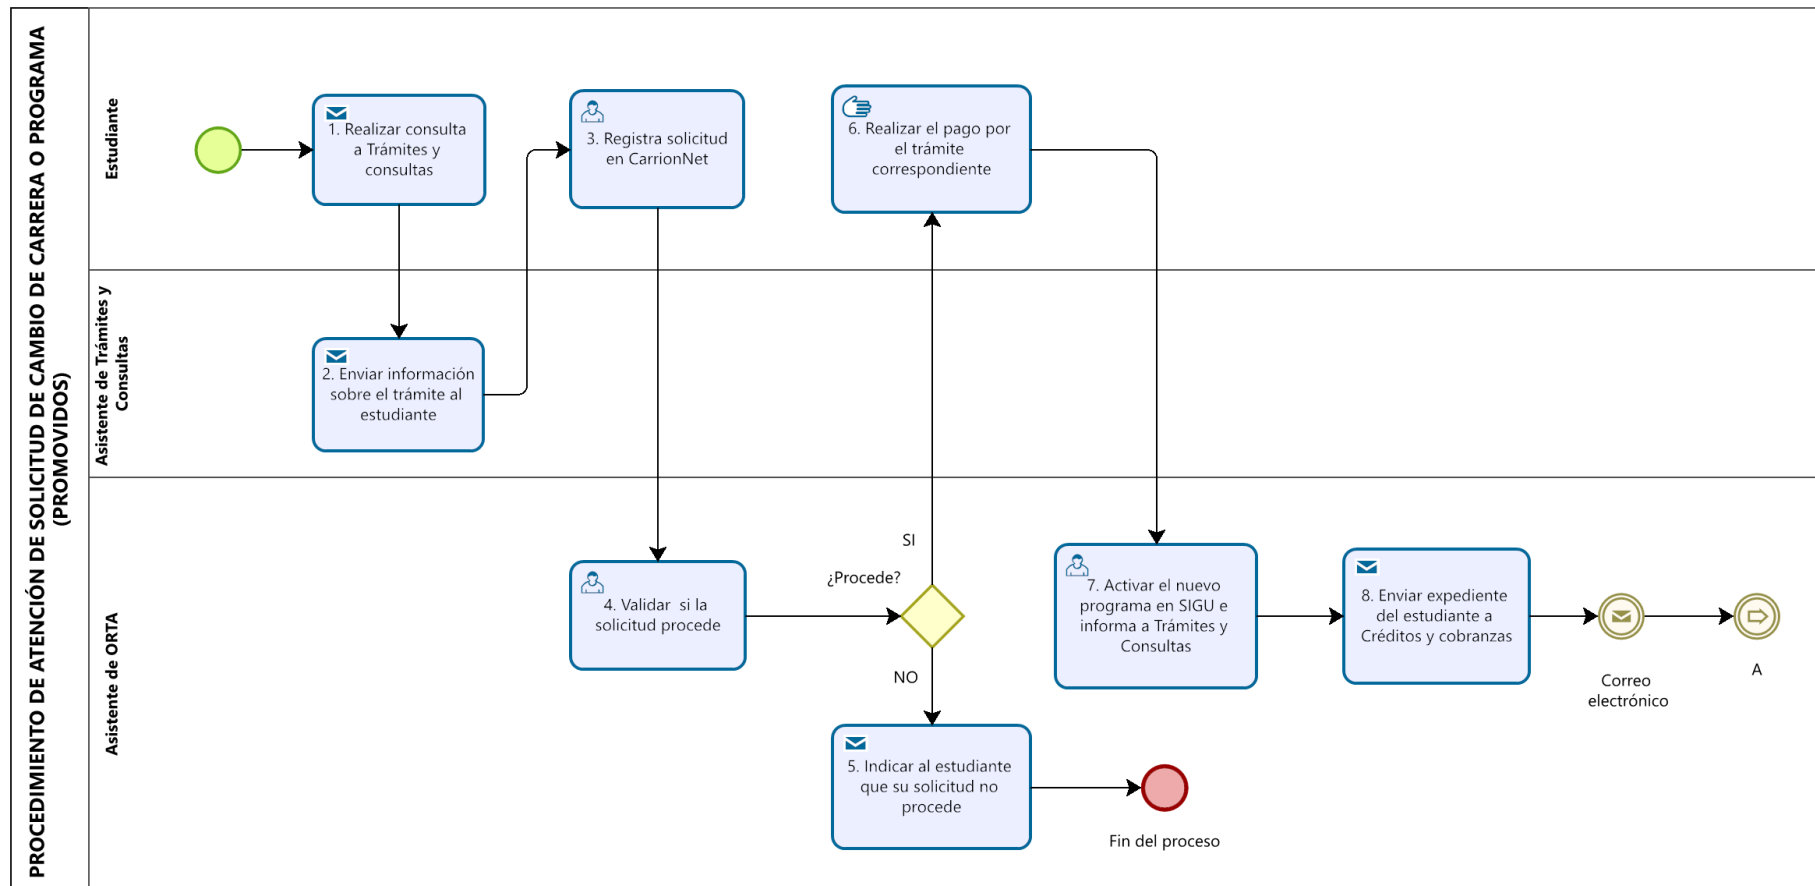 PROCEDIMIENTO DE ATENCIÓN DE SOLICITUD DE CAMBIO DE CARRERA O PROGRAMA
(PROMOVIDOS)
Estudiante
1. Realizar consulta
a Trámites y
consultas
3. Registra solicitud
en CarrionNet
6. Realizar el pago por
el trámite
correspondiente
Asistente de Trámites y
Consultas
2. Enviar información
sobre el trámite al
estudiante
Asistente de ORTA
4. Validar si la
solicitud procede
¿Procede?
SI
NO
5. Indicar al estudiante
que su solicitud no
procede
Fin del proceso
7. Activar el nuevo
programa en SIGU e
informa a Trámites y
Consultas
8. Enviar expediente
del estudiante a
Créditos y cobranzas
Correo
electrónico
A